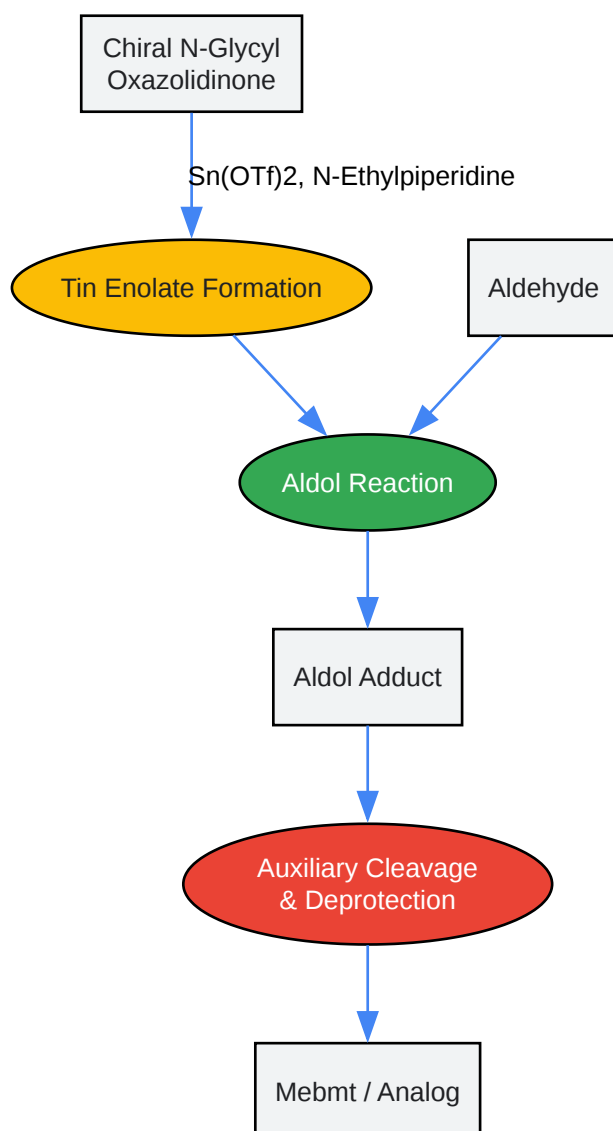 Chiral N-Glycyl
Oxazolidinone
Sn(OTf)2, N-Ethylpiperidine
Tin Enolate Formation
Aldehyde
Aldol Reaction
Aldol Adduct
Auxiliary Cleavage
& Deprotection
Mebmt / Analog